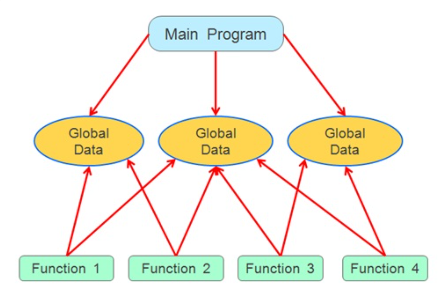 Main Program
Global
Data
Global
Data
Global
Data
Function 1
Function 2
Function 3
Function 4